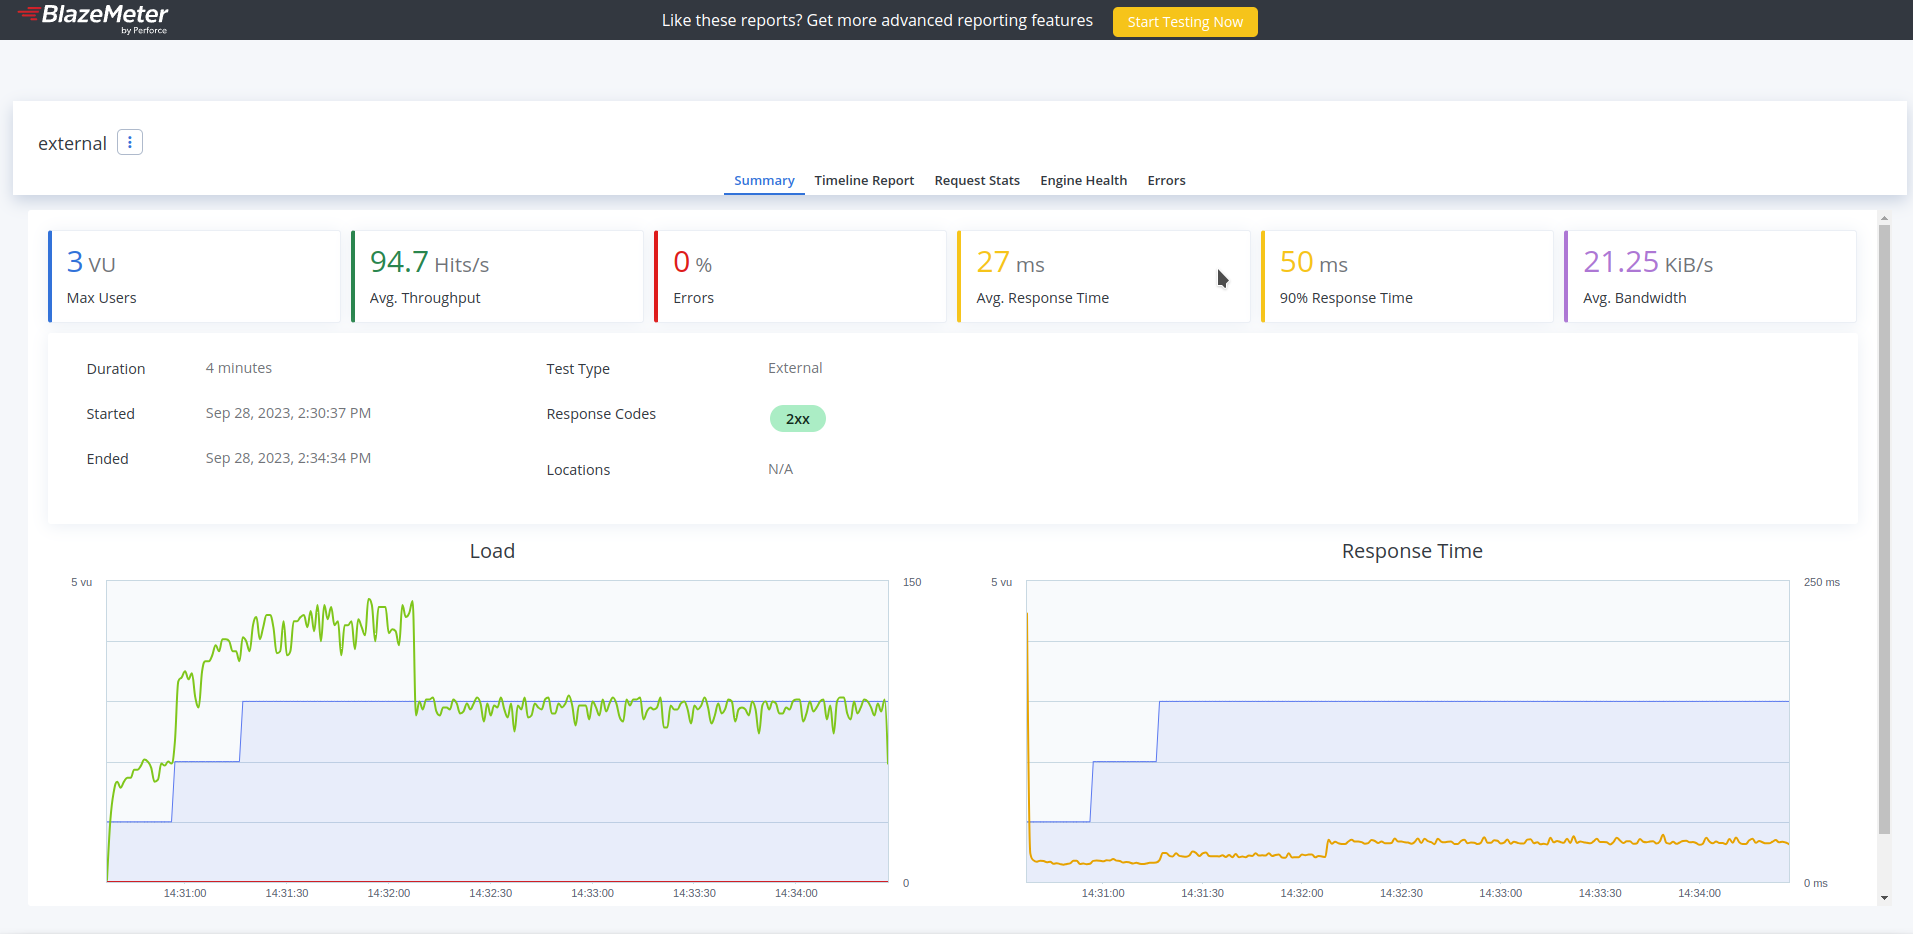 BlazeMeter
by Perforce
Like these reports? Get more advanced reporting features
Start Testing Now
external
Summary Timeline Report Request Stats Engine Health Errors
3 VU
Max Users
94.7 Hits/s
Avg. Throughput
0 %
Errors
27 ms
Avg. Response Time
50 ms
90% Response Time
21.25 KiB/s
Avg. Bandwidth
Duration 4 minutes
Started Sep 28, 2023, 2:30:37 PM
Ended Sep 28, 2023, 2:34:34 PM
Test Type External
Response Codes 2xx
Locations N/A
Load
5 vu 150
0
14:31:00 14:31:30 14:32:00 14:32:30 14:33:00 14:33:30 14:34:00
Response Time
5 vu 250 ms
0 ms
14:31:00 14:31:30 14:32:00 14:32:30 14:33:00 14:33:30 14:34:00